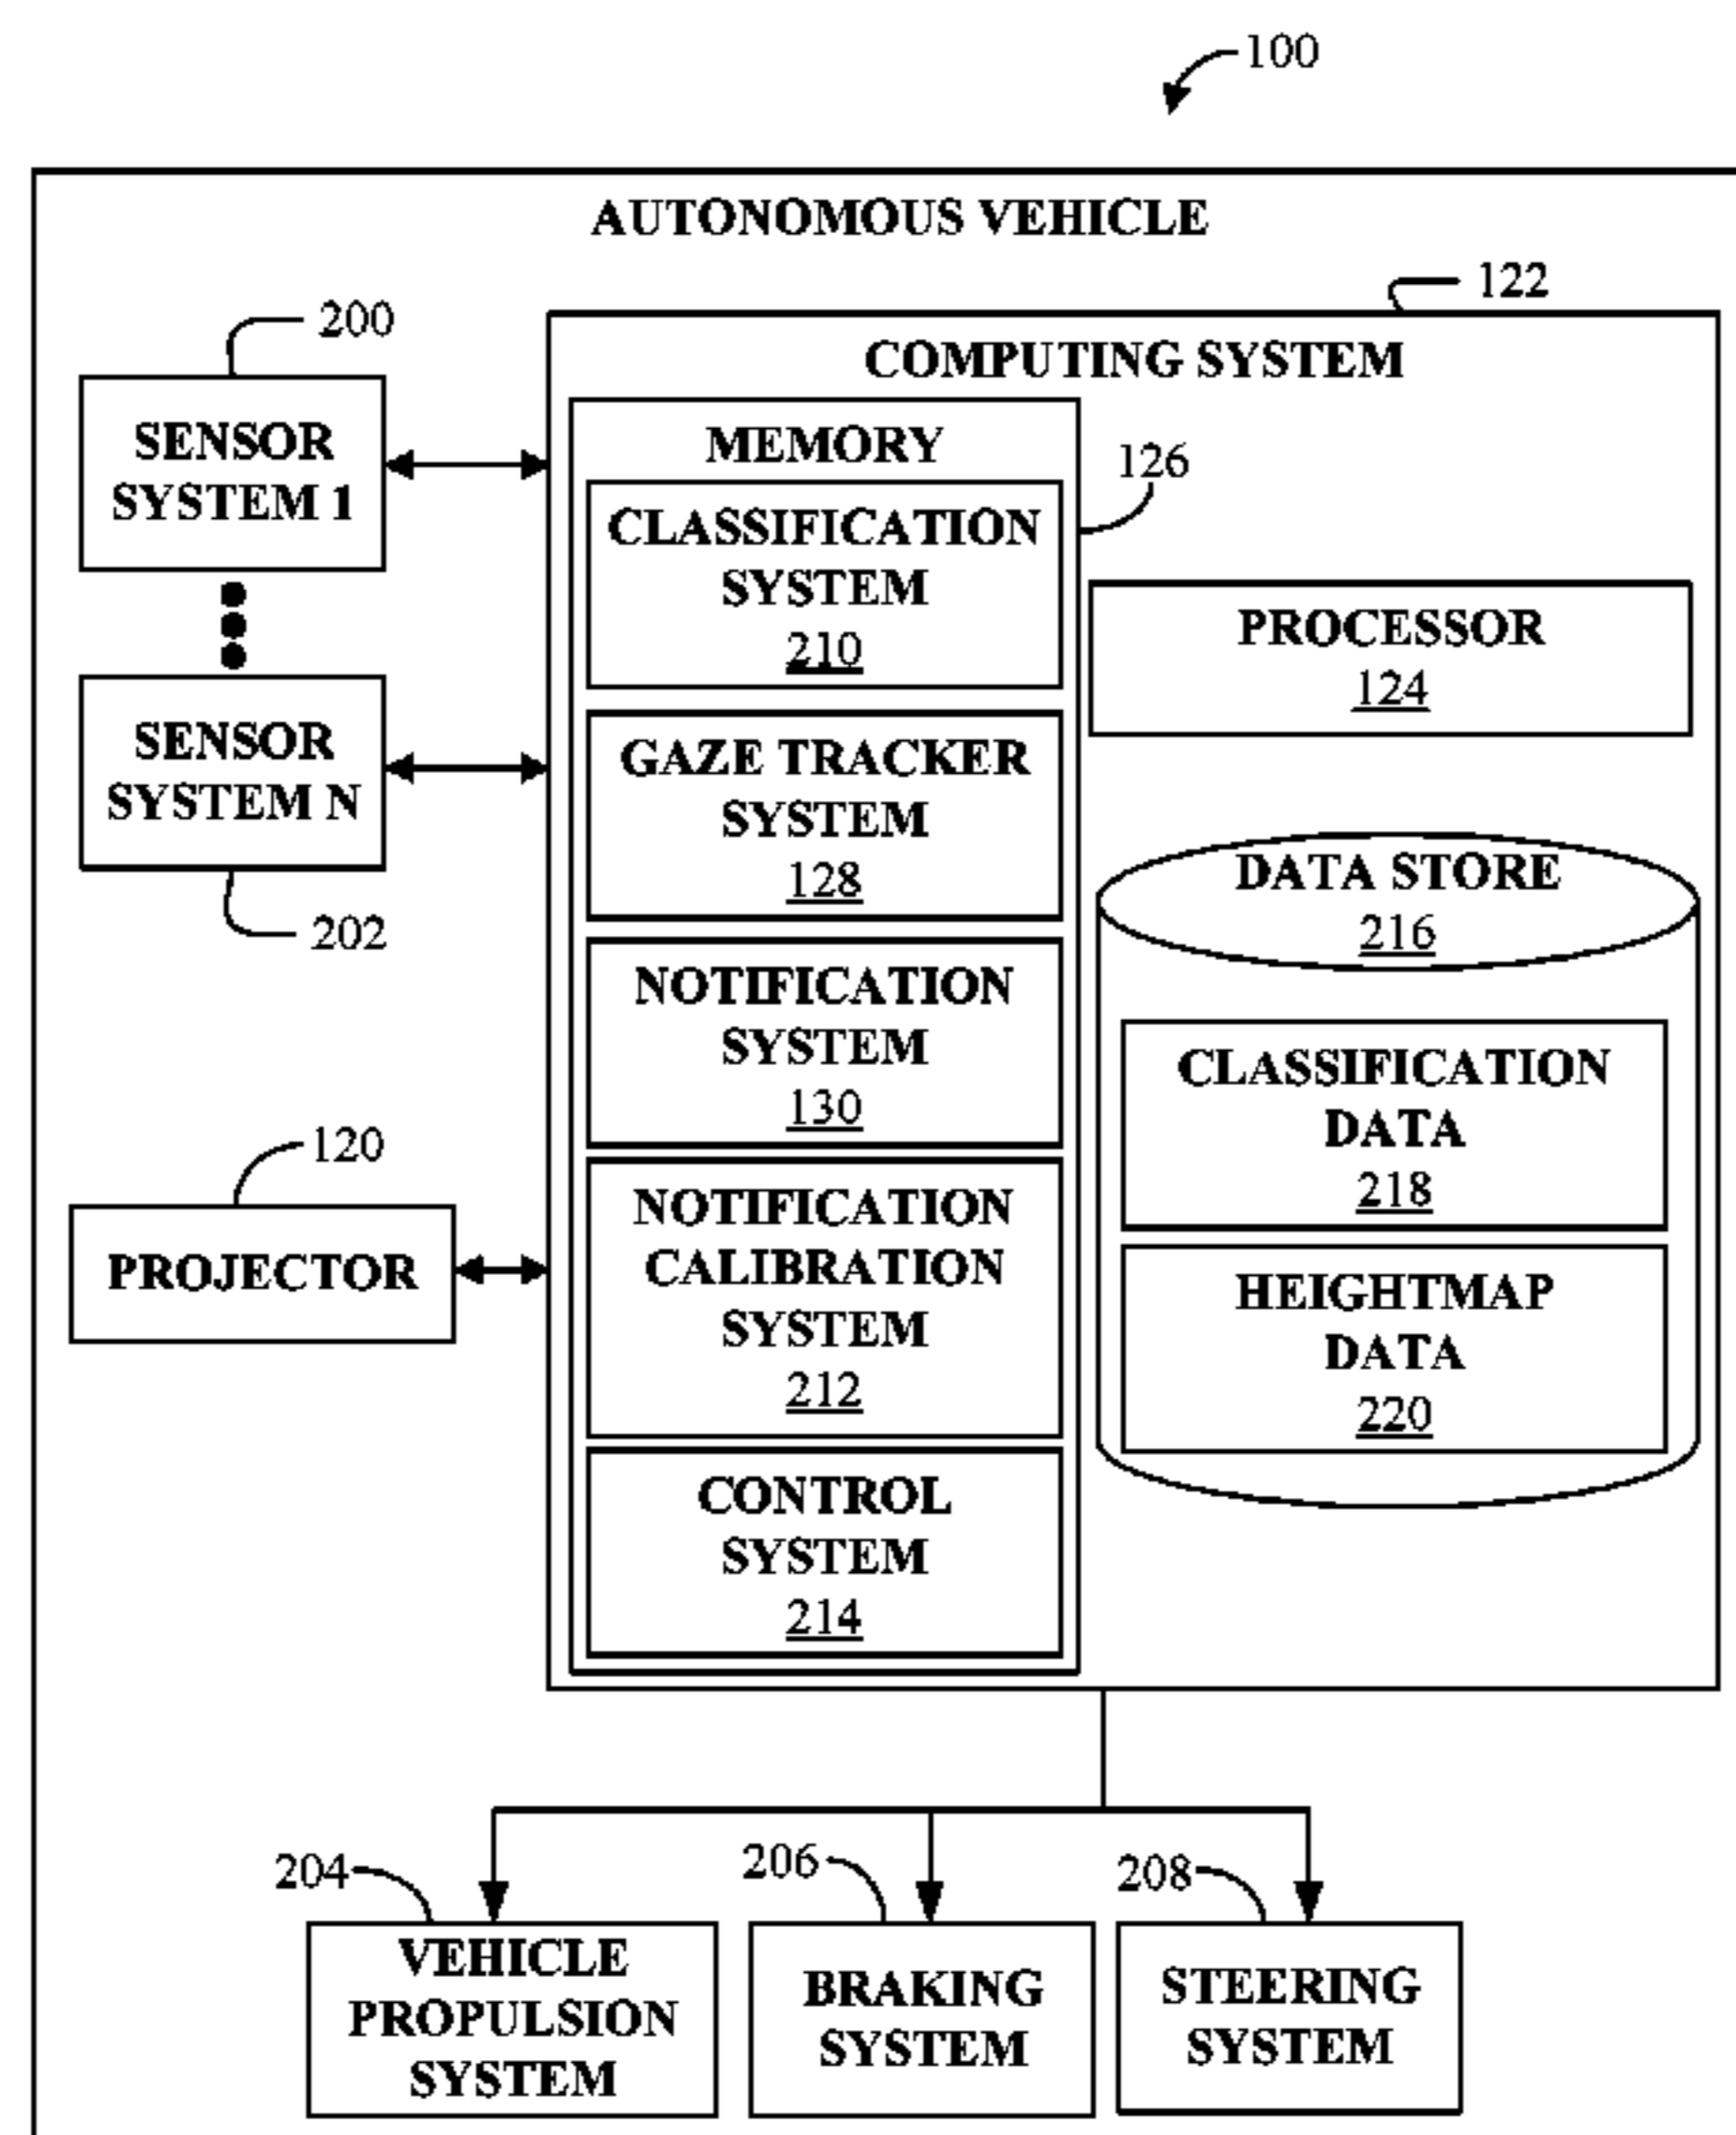 100
AUTONOMOUS VEHICLE
122
200
COMPUTING SYSTEM
SENSOR
SYSTEM 1
MEMORY
126
CLASSIFICATION
SYSTEM
210
PROCESSOR
124
SENSOR
SYSTEM N
202
GAZE TRACKER
SYSTEM
128
DATA STORE
216
NOTIFICATION
SYSTEM
130
CLASSIFICATION
DATA
218
120
PROJECTOR
NOTIFICATION
CALIBRATION
SYSTEM
212
HEIGHTMAP
DATA
220
CONTROL
SYSTEM
214
204
206
208
VEHICLE
PROPULSION
SYSTEM
BRAKING
SYSTEM
STEERING
SYSTEM